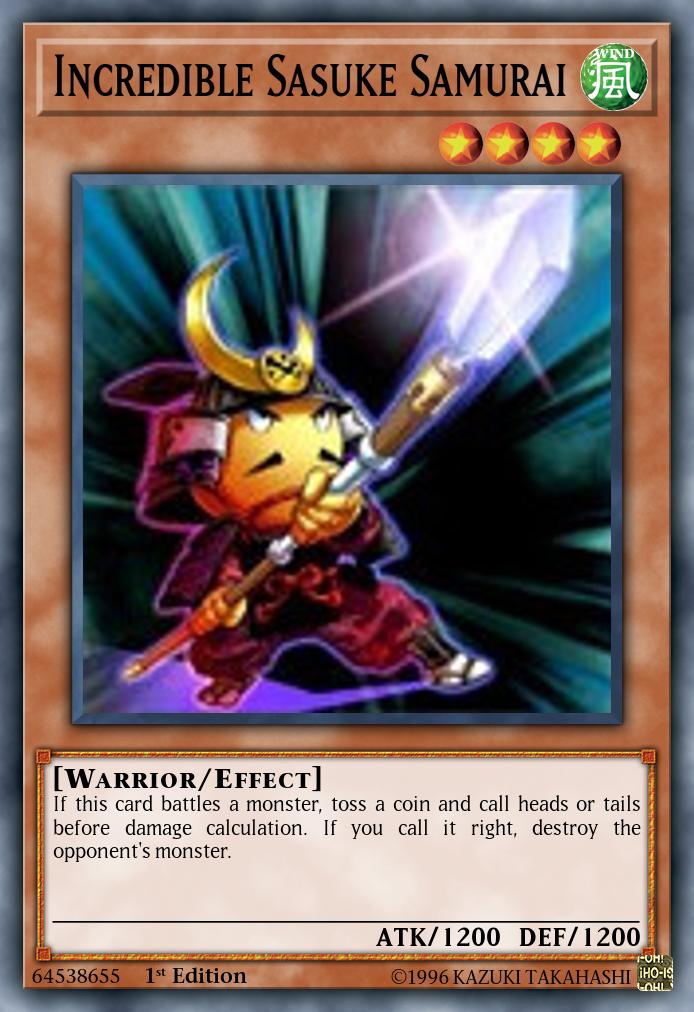 Incredible Sasuke Samurai
WIND
風
[Warrior/Effect]
If this card battles a monster, toss a coin and call heads or tails
before damage calculation. If you call it right, destroy the
opponent's monster.
ATK/1200 DEF/1200
64538655 1st Edition ©1996 KAZUKI TAKAHASHI